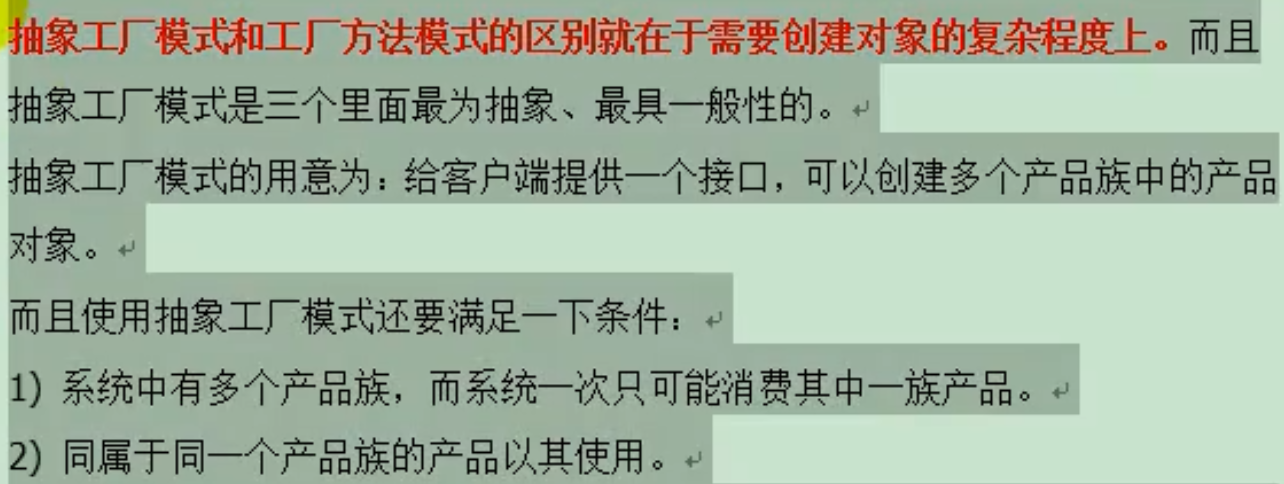 抽象工厂模式和工厂方法模式的区别就在于需要创建对象的复杂程度上。而且
抽象工厂模式是三个里面最为抽象、最具一般性的。
抽象工厂模式的用意为：给客户端提供一个接口，可以创建多个产品族中的产品
对象。
而且使用抽象工厂模式还要满足一下条件：
1) 系统中有多个产品族，而系统一次只可能消费其中一族产品。
2) 同属于同一个产品族的产品以其使用。